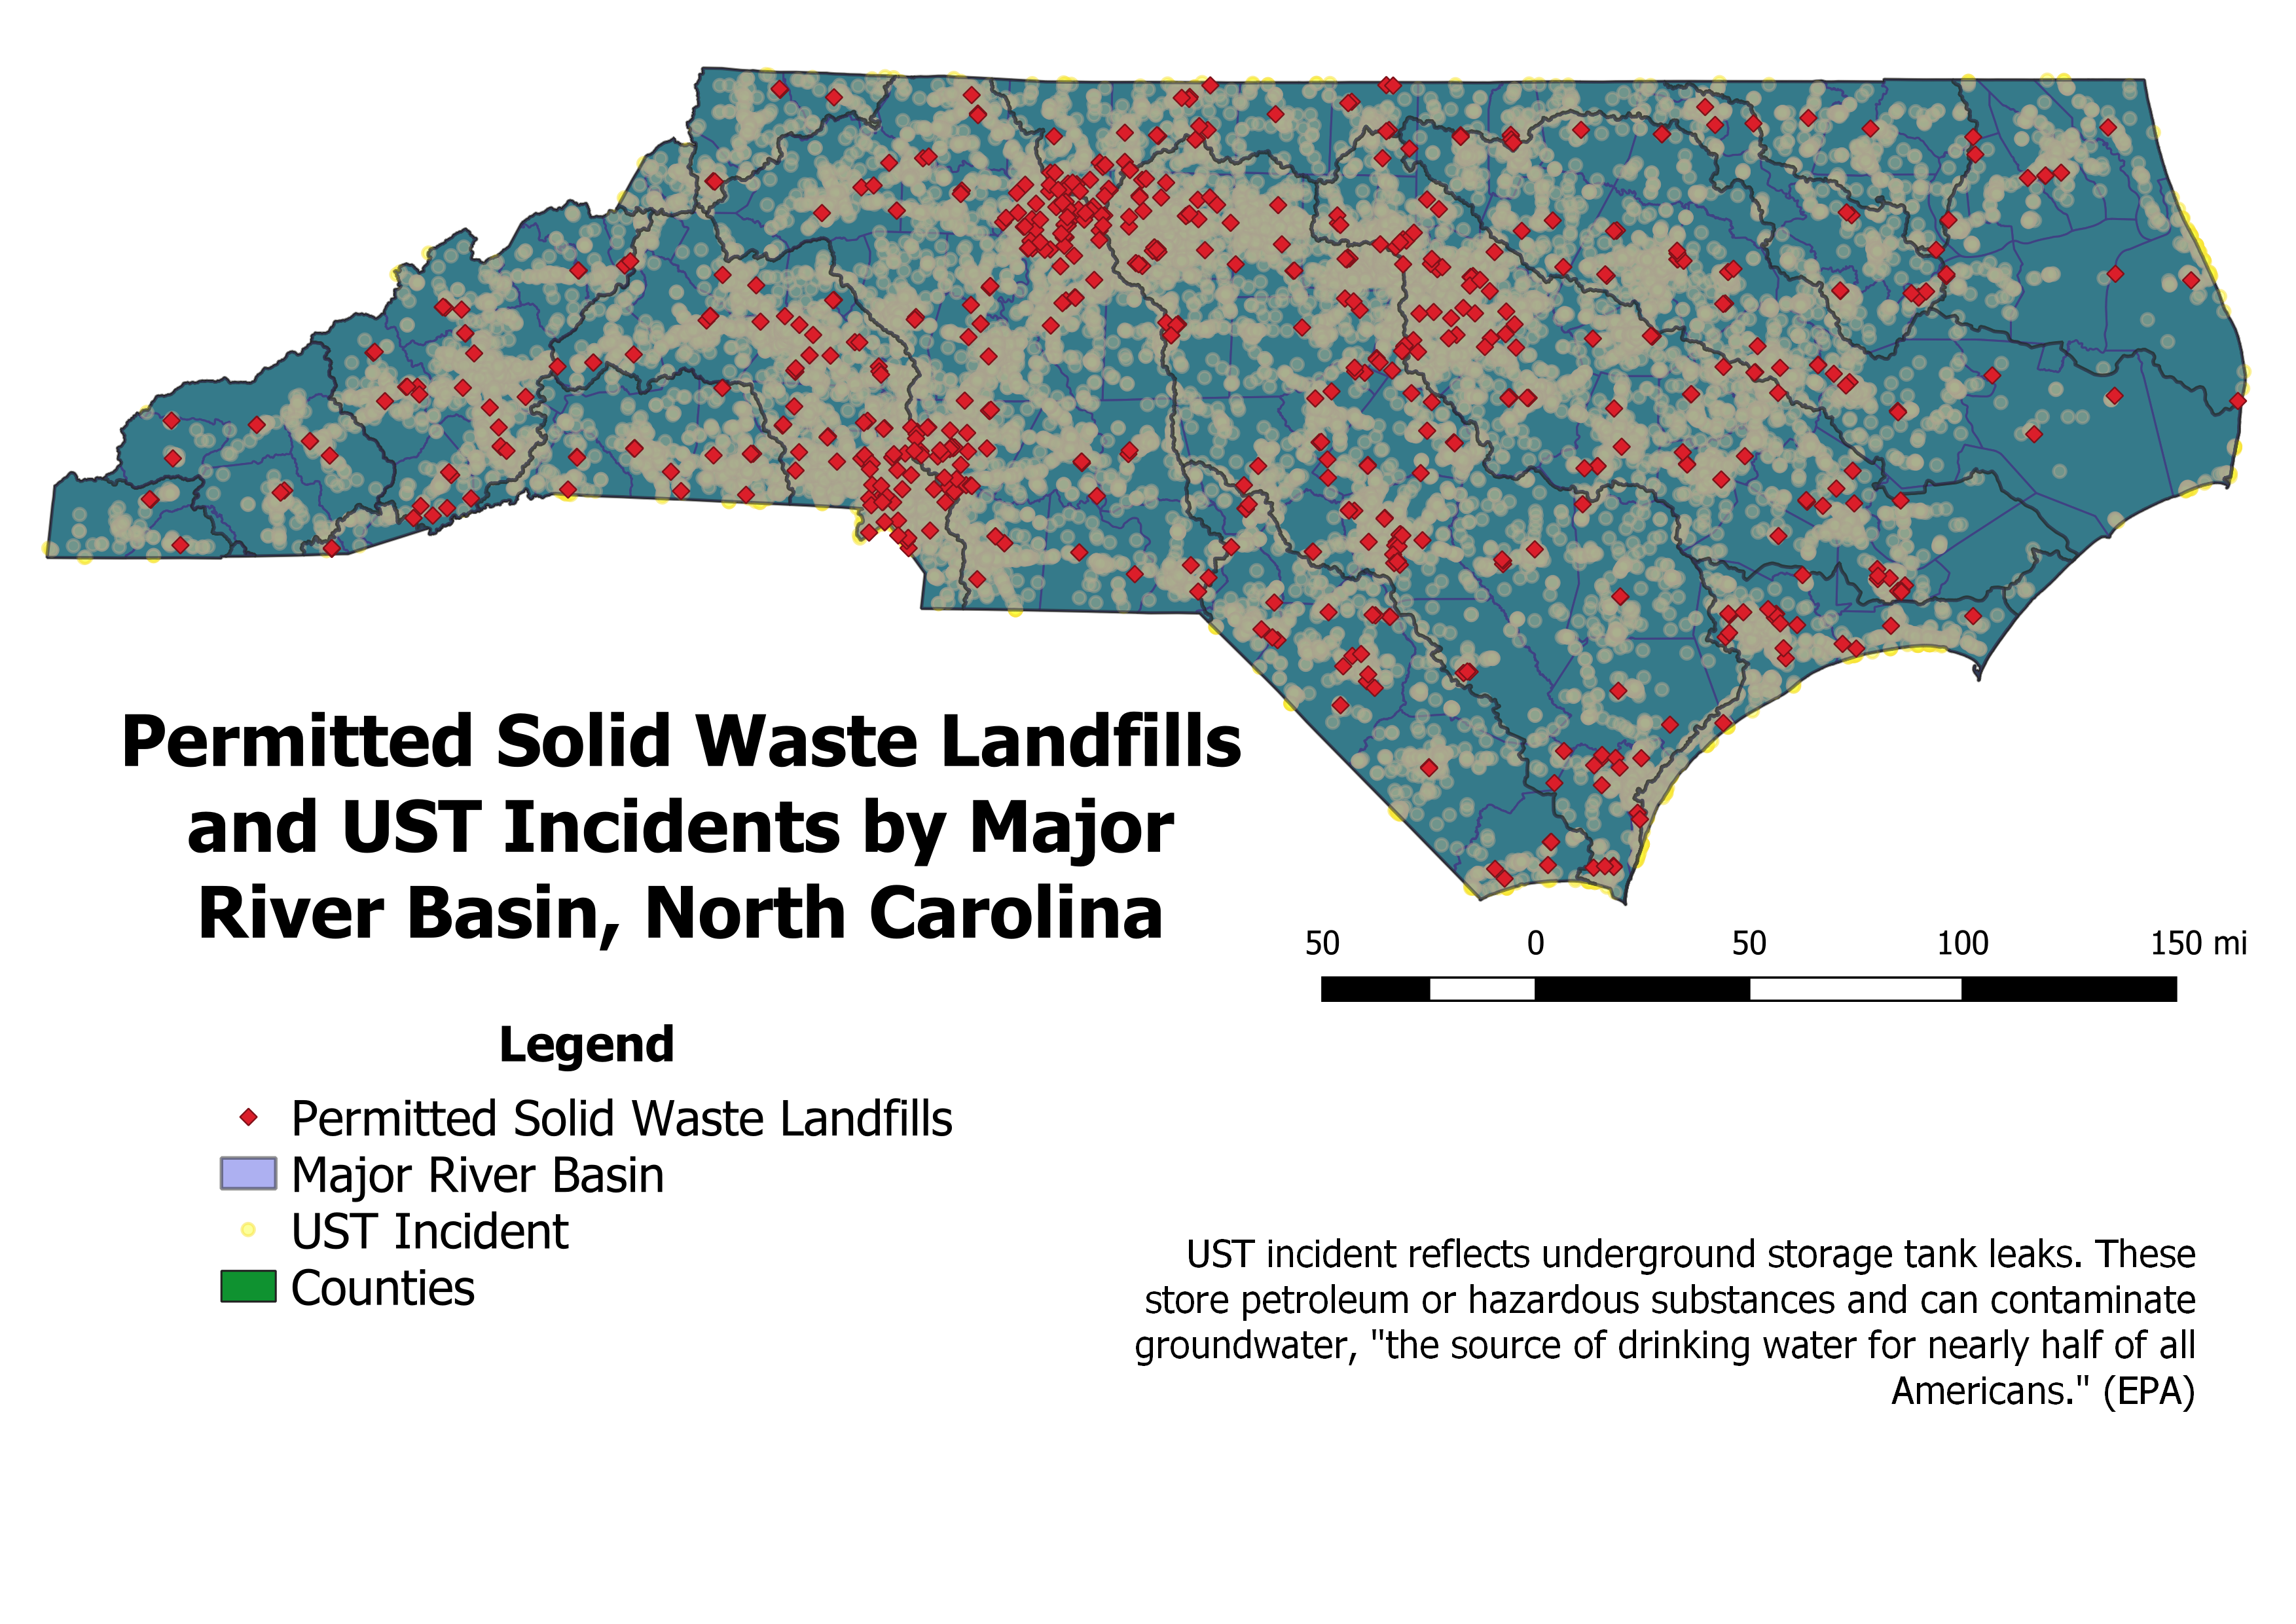 Permitted Solid Waste Landfills
and UST Incidents by Major
River Basin, North Carolina
50 0 50 100 150 mi
Legend
Permitted Solid Waste Landfills
Major River Basin
UST Incident
Counties
UST incident reflects underground storage tank leaks. These
store petroleum or hazardous substances and can contaminate
groundwater, "the source of drinking water for nearly half of all
Americans." (EPA)